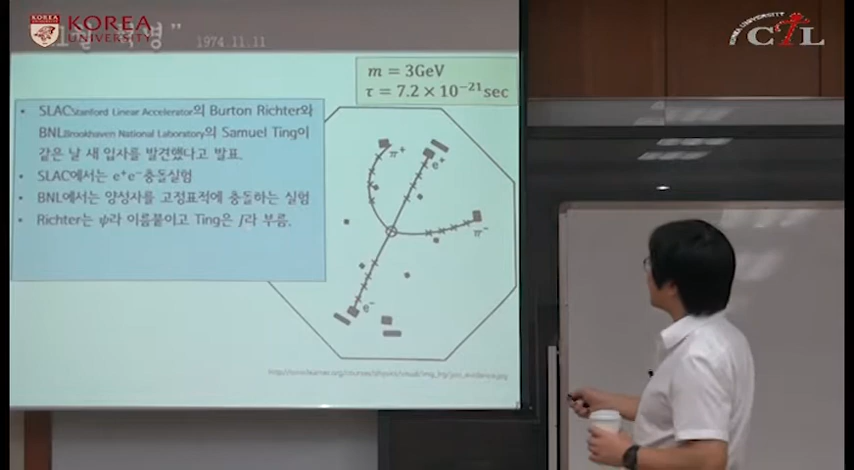 KOREA
UNIVERSITY
1974.11.11
KOREA UNIVERSITY
CTL
m = 3GeV
τ = 7.2 × 10⁻²¹sec
• SLACStanford Linear Accelerator의 Burton Richter와
BNLBrookhaven National Laboratory의 Samuel Ting이
같은 날 새 입자를 발견했다고 발표.
• SLAC에서는 e⁺e⁻충돌실험
• BNL에서는 양성자를 고정표적에 충돌하는 실험
• Richter는 ψ라 이름붙이고 Ting은 J라 부름.
π⁺
e⁺
π⁻
e⁻